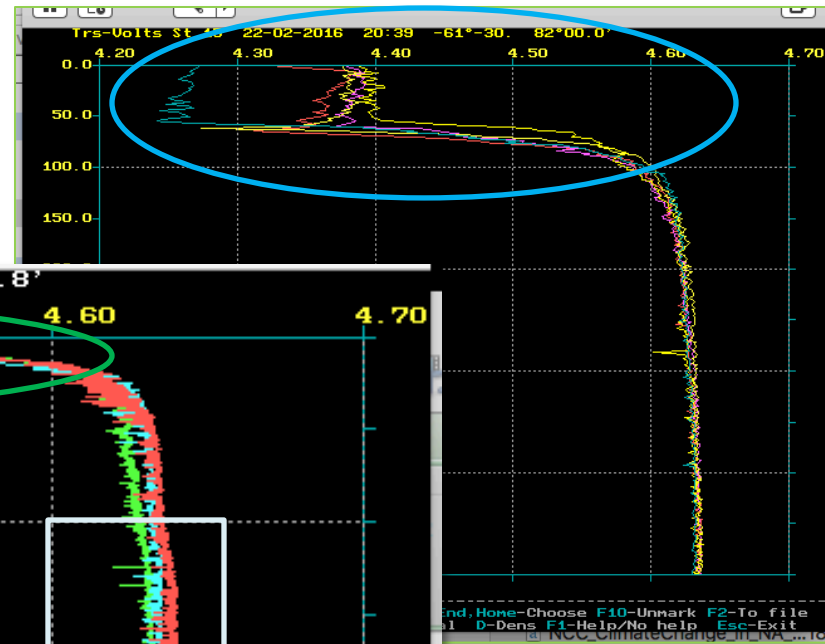 Trs-Volts St 45 22-02-2016 20:39 -61°-30. 82°00.0'
4.20 4.30 4.40 4.50 4.60 4.70
0.0
50.0
100.0
150.0
8'
4.60 4.70
End,Home-Choose F10-Unmark F2-To file
D-Dens F1-Help/No help Esc-Exit